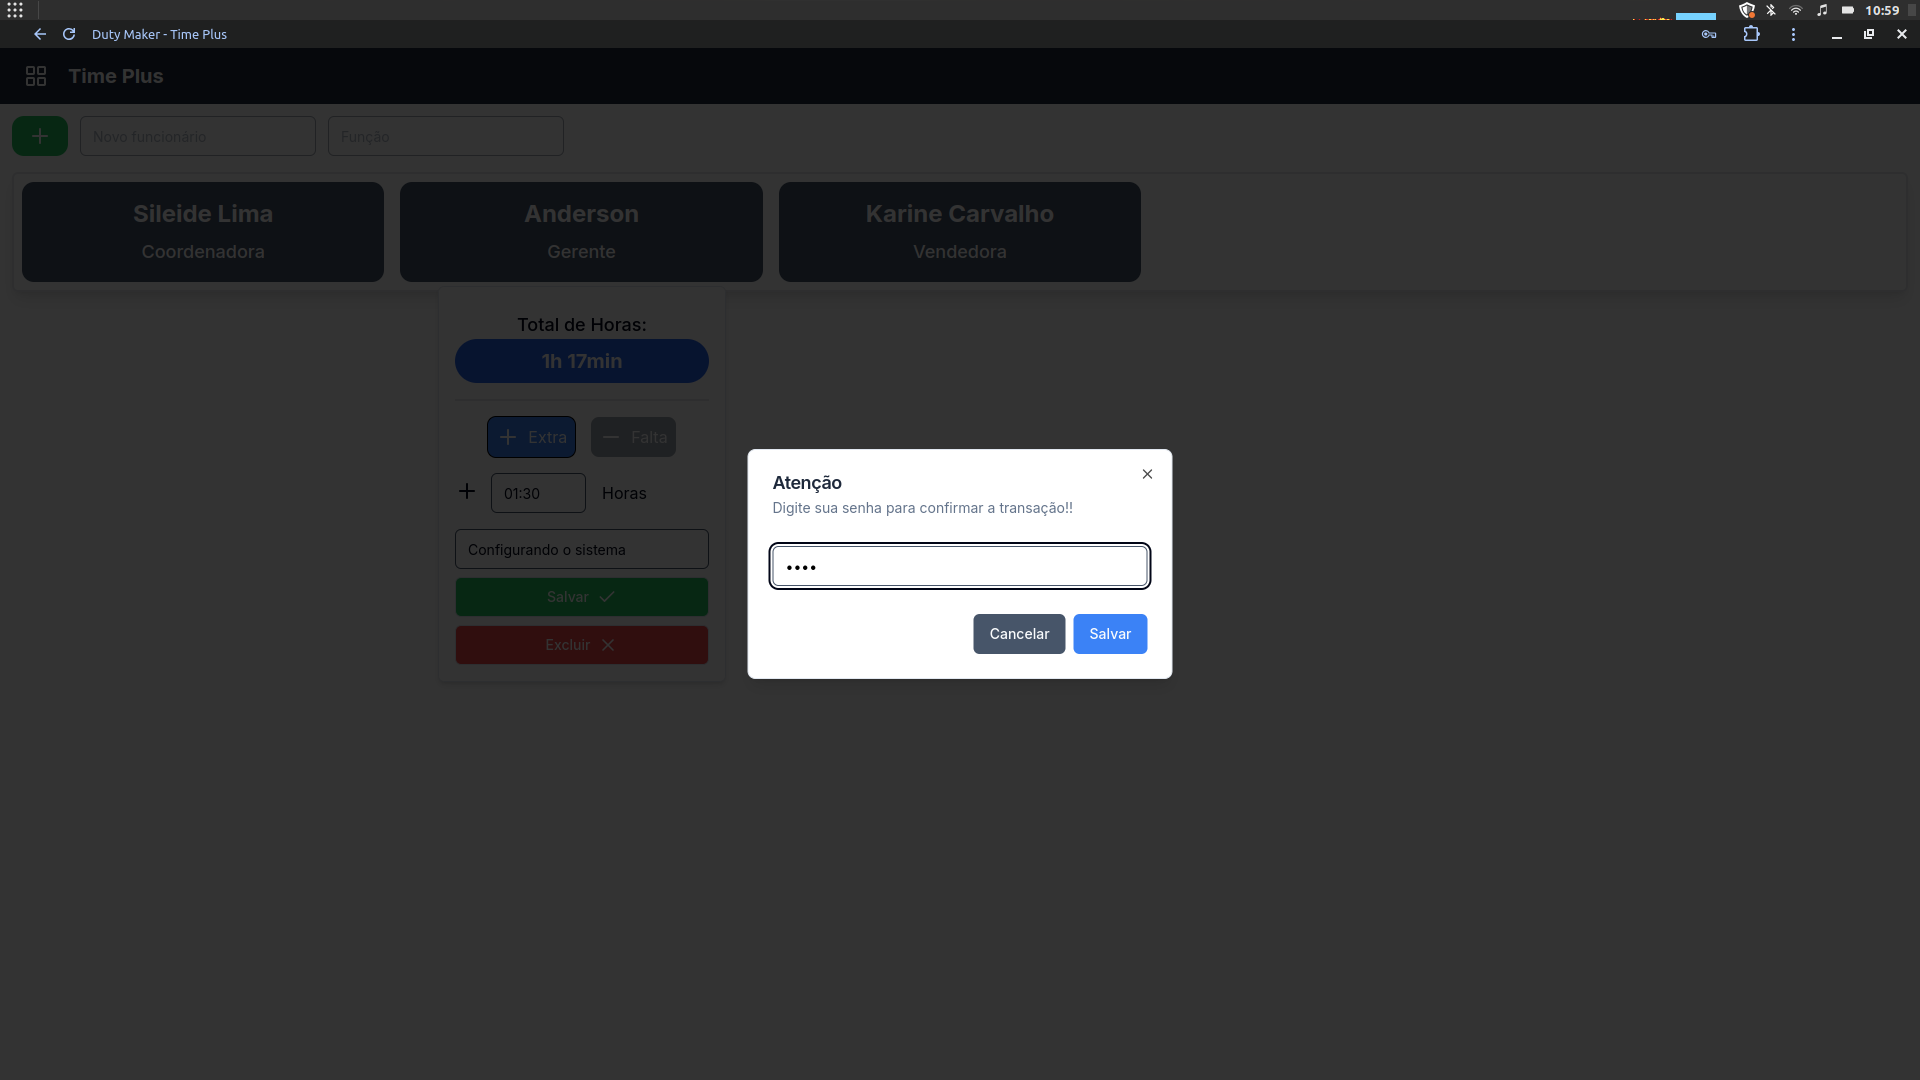 10:59
Duty Maker - Time Plus
Time Plus
Novo funcionário
Função
Sileide Lima
Coordenadora
Anderson
Gerente
Karine Carvalho
Vendedora
Total de Horas:
1h 17min
Extra
Falta
01:30
Horas
Configurando o sistema
Salvar
Excluir
Atenção
Digite sua senha para confirmar a transação!!
••••
Cancelar
Salvar